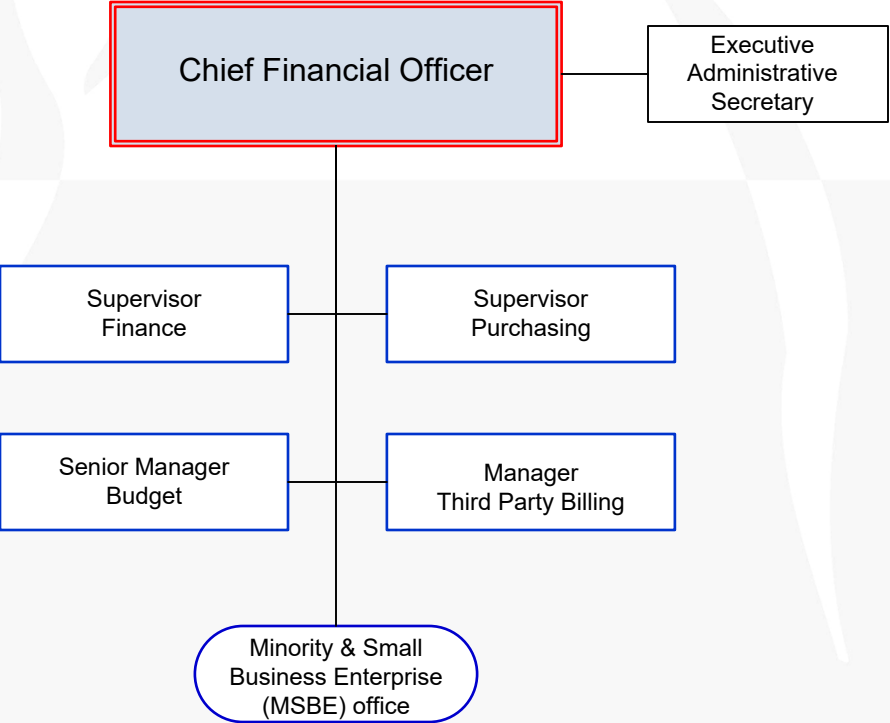 Chief Financial Officer
Executive
Administrative
Secretary
Supervisor
Finance
Supervisor
Purchasing
Senior Manager
Budget
Manager
Third Party Billing
Minority & Small
Business Enterprise
(MSBE) office